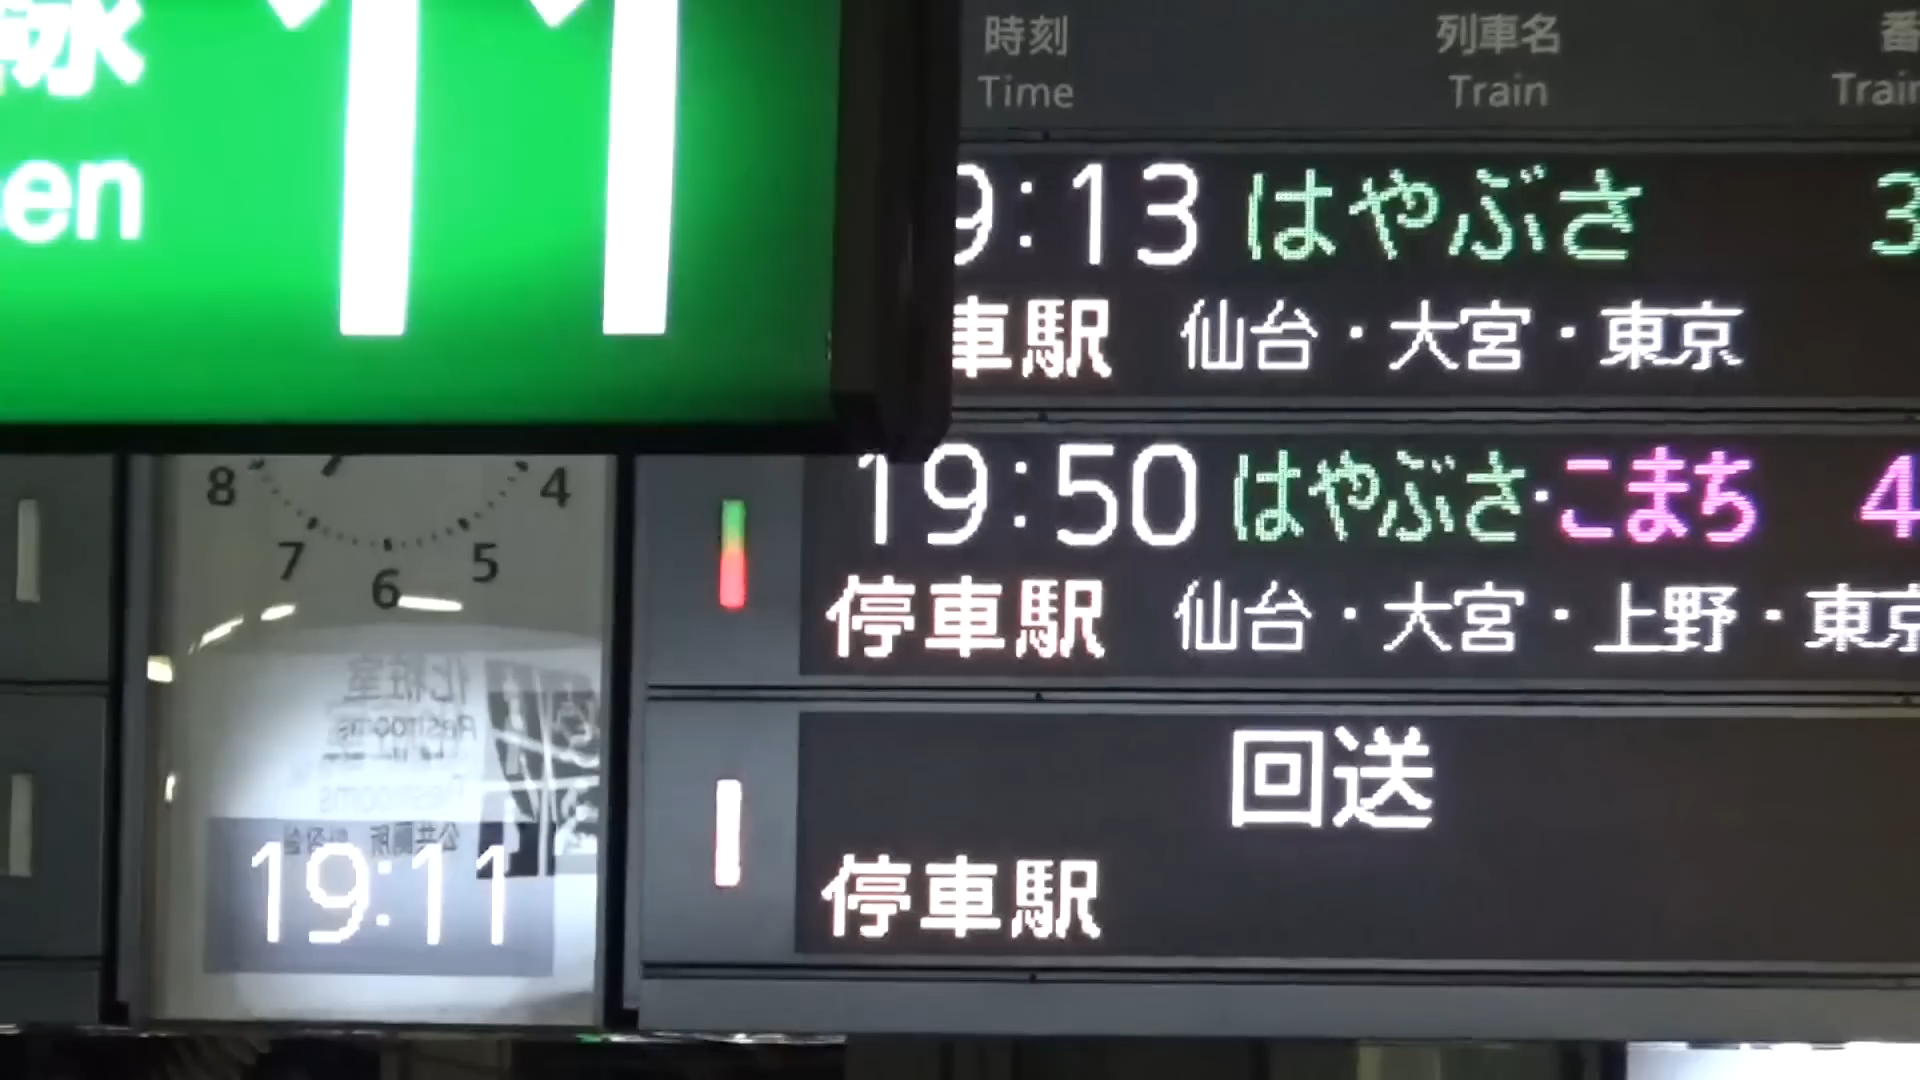 11
en
時刻
Time
列車名
Train
9:13 はやぶさ 3
車駅 仙台・大宮・東京
19:50 はやぶさ・こまち 4
停車駅 仙台・大宮・上野・東京
回送
停車駅
8 7 6 5 4
19:11